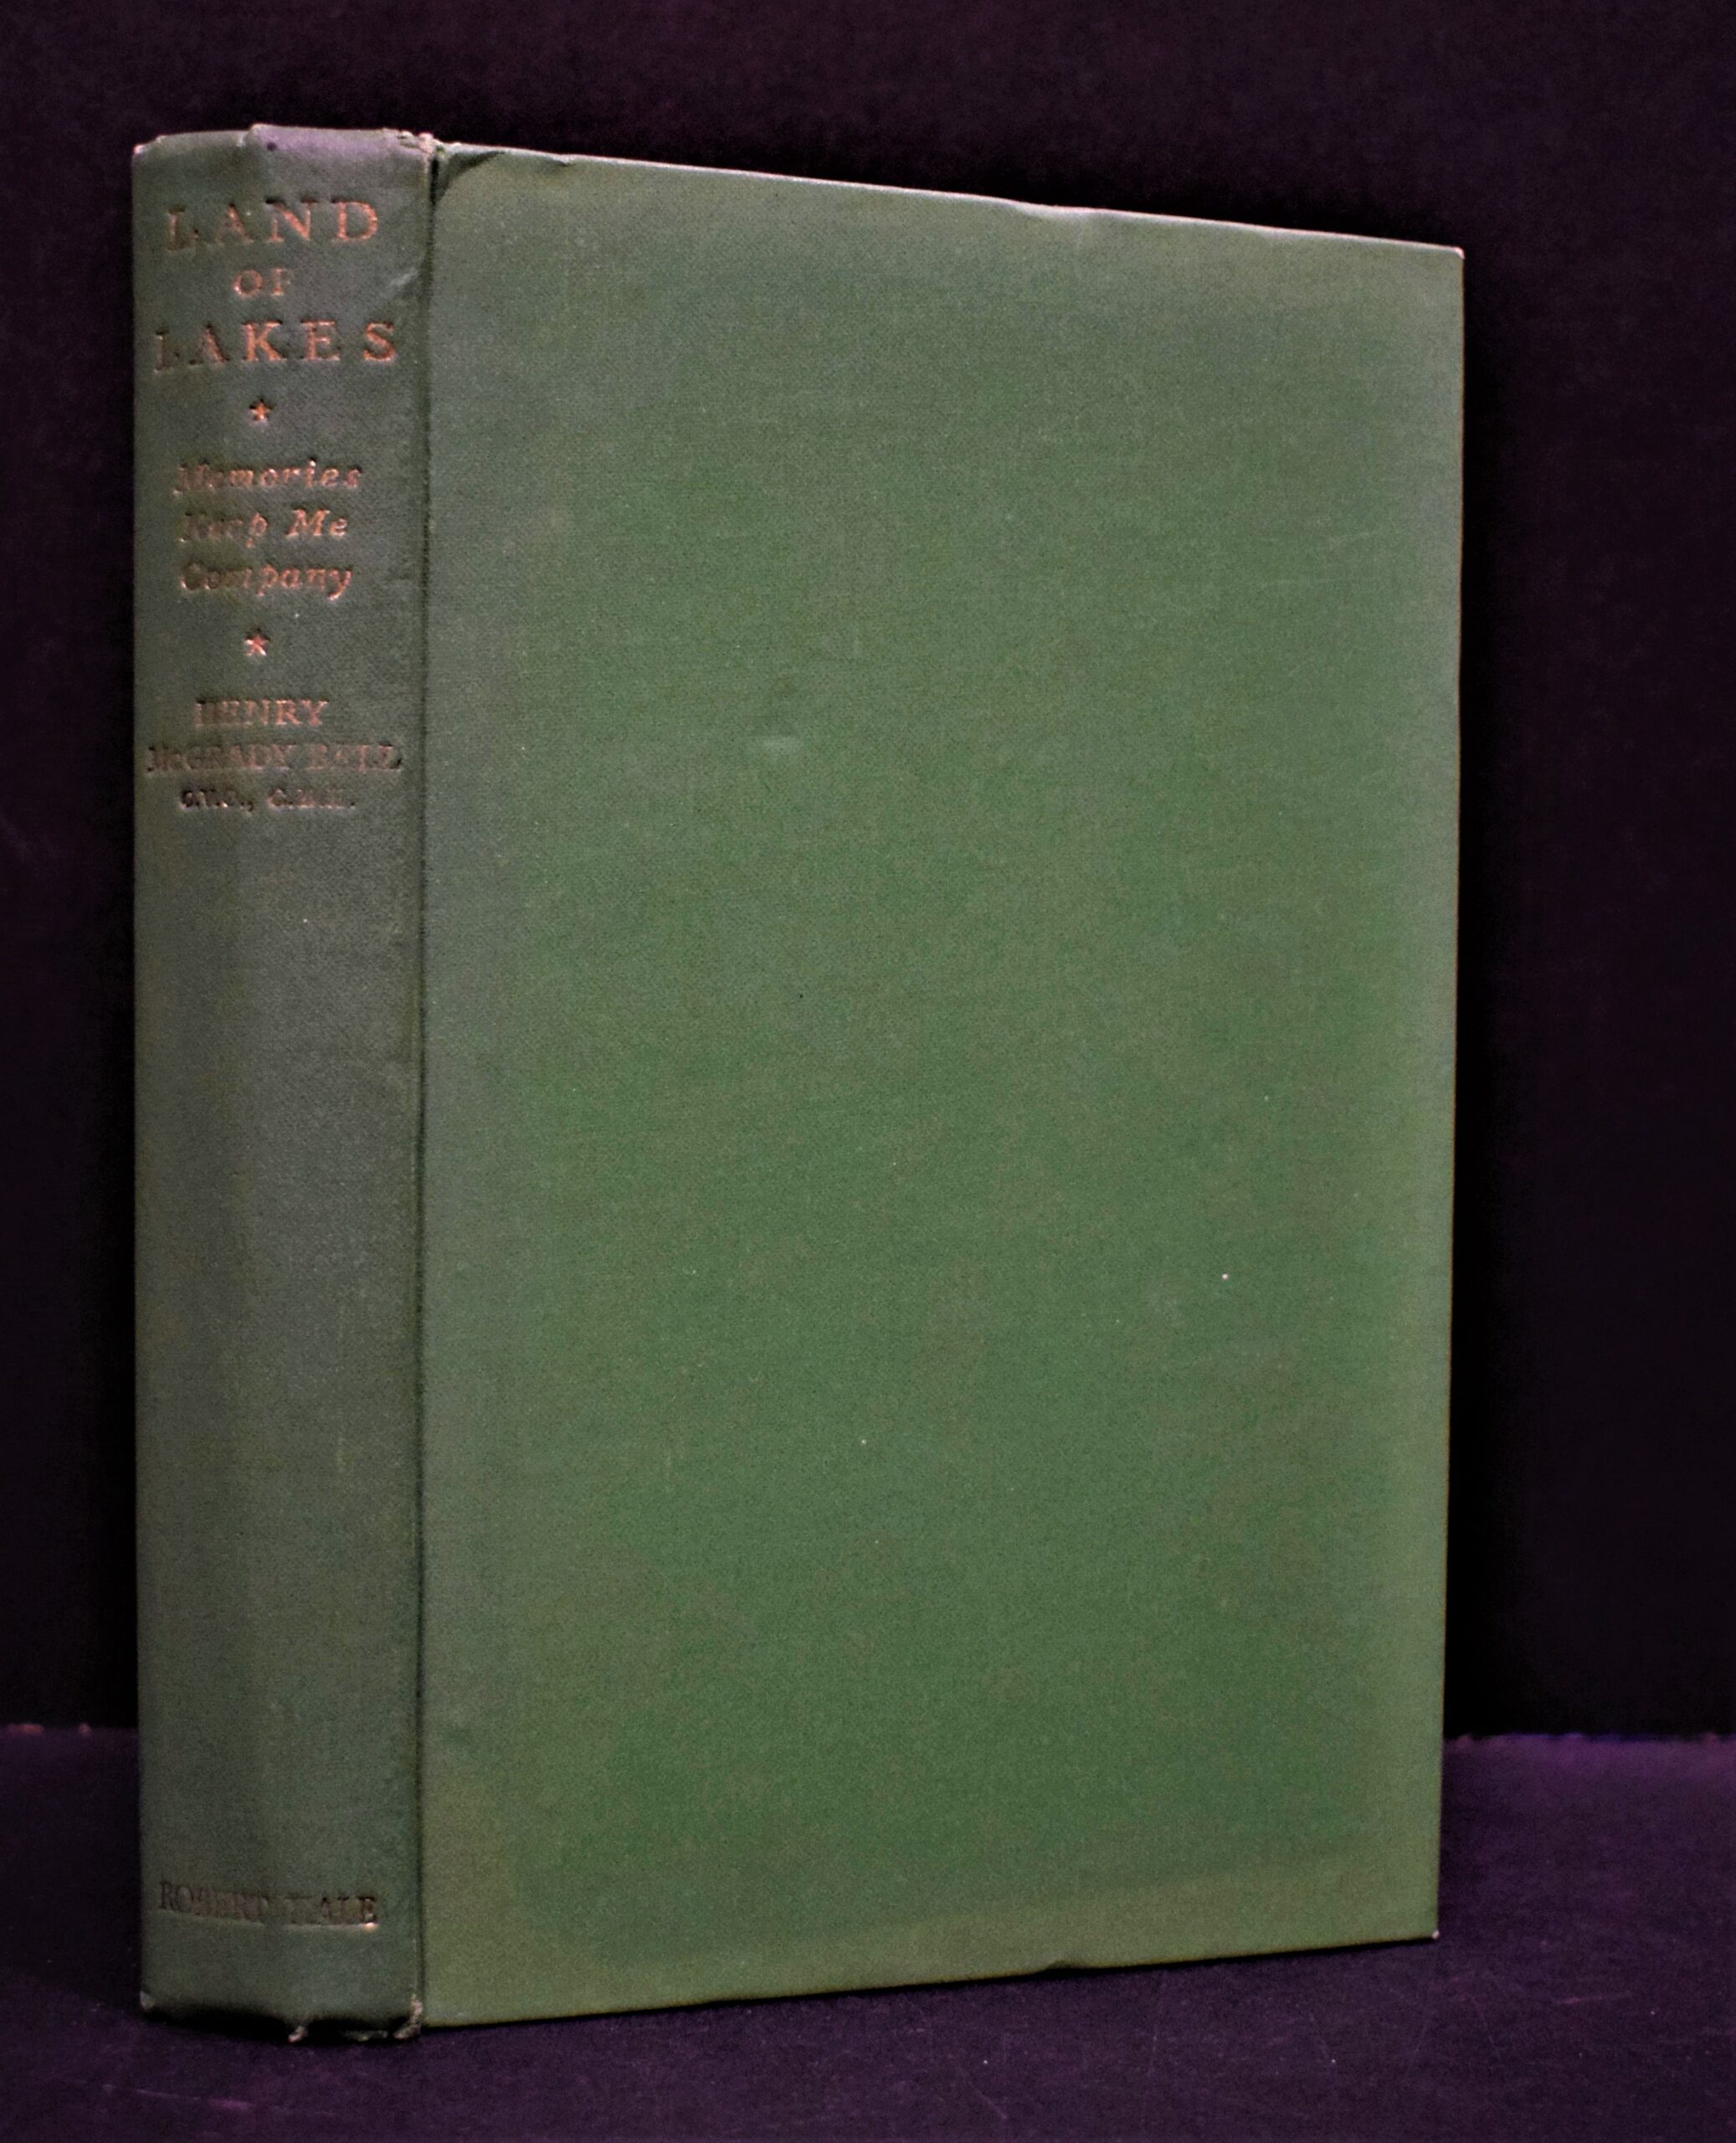 LAND
OF
LAKES
Memories
Keep Me
Company
HENRY
McGRADY BELL
ROBERT HALE